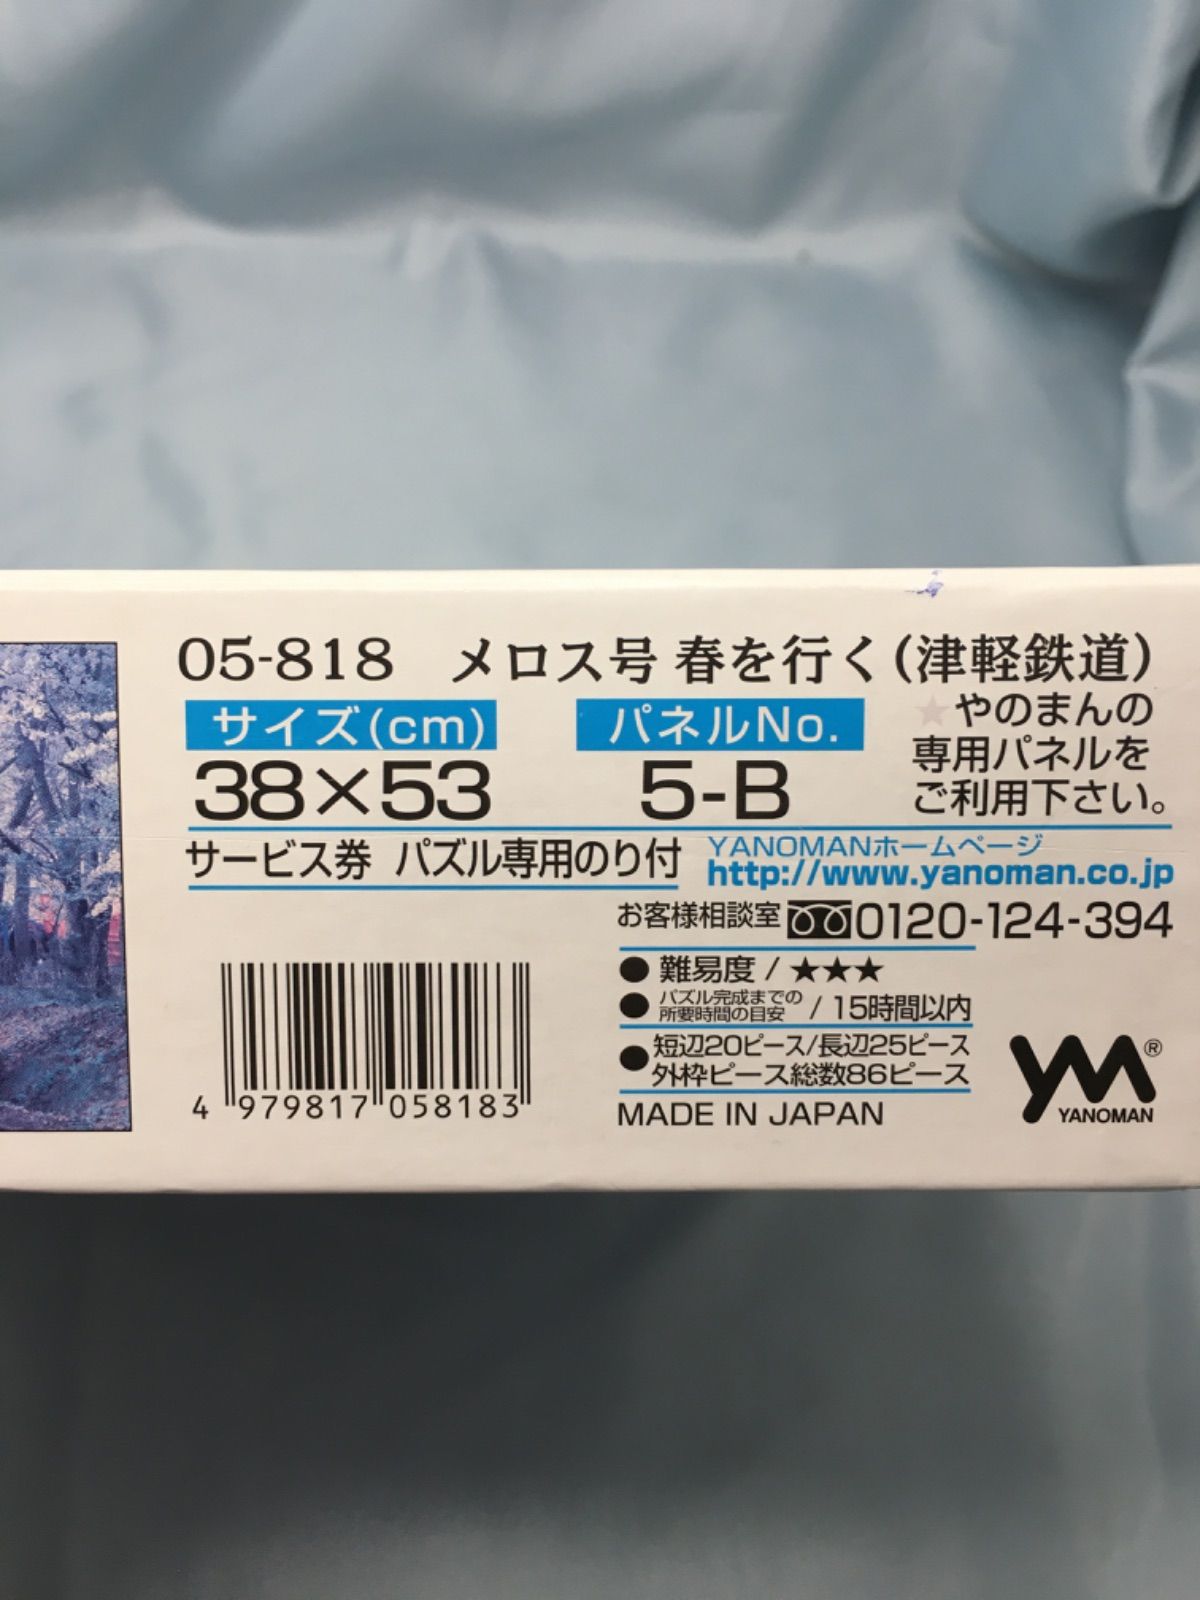 05-818 メロス号 春を行く(津軽鉄道)
サイズ(cm)
38×53
パネルNo.
5-B
★やのまんの
専用パネルを
ご利用下さい。
サービス券 パズル専用のり付
YANOMANホームページ
http://www.yanoman.co.jp
お客様相談室 0120-124-394
● 難易度 / ★★★
● パズル完成までの
所要時間の目安 / 15時間以内
● 短辺20ピース/長辺25ピース
外枠ピース総数86ピース
MADE IN JAPAN
4 979817 058183
YM®
YANOMAN